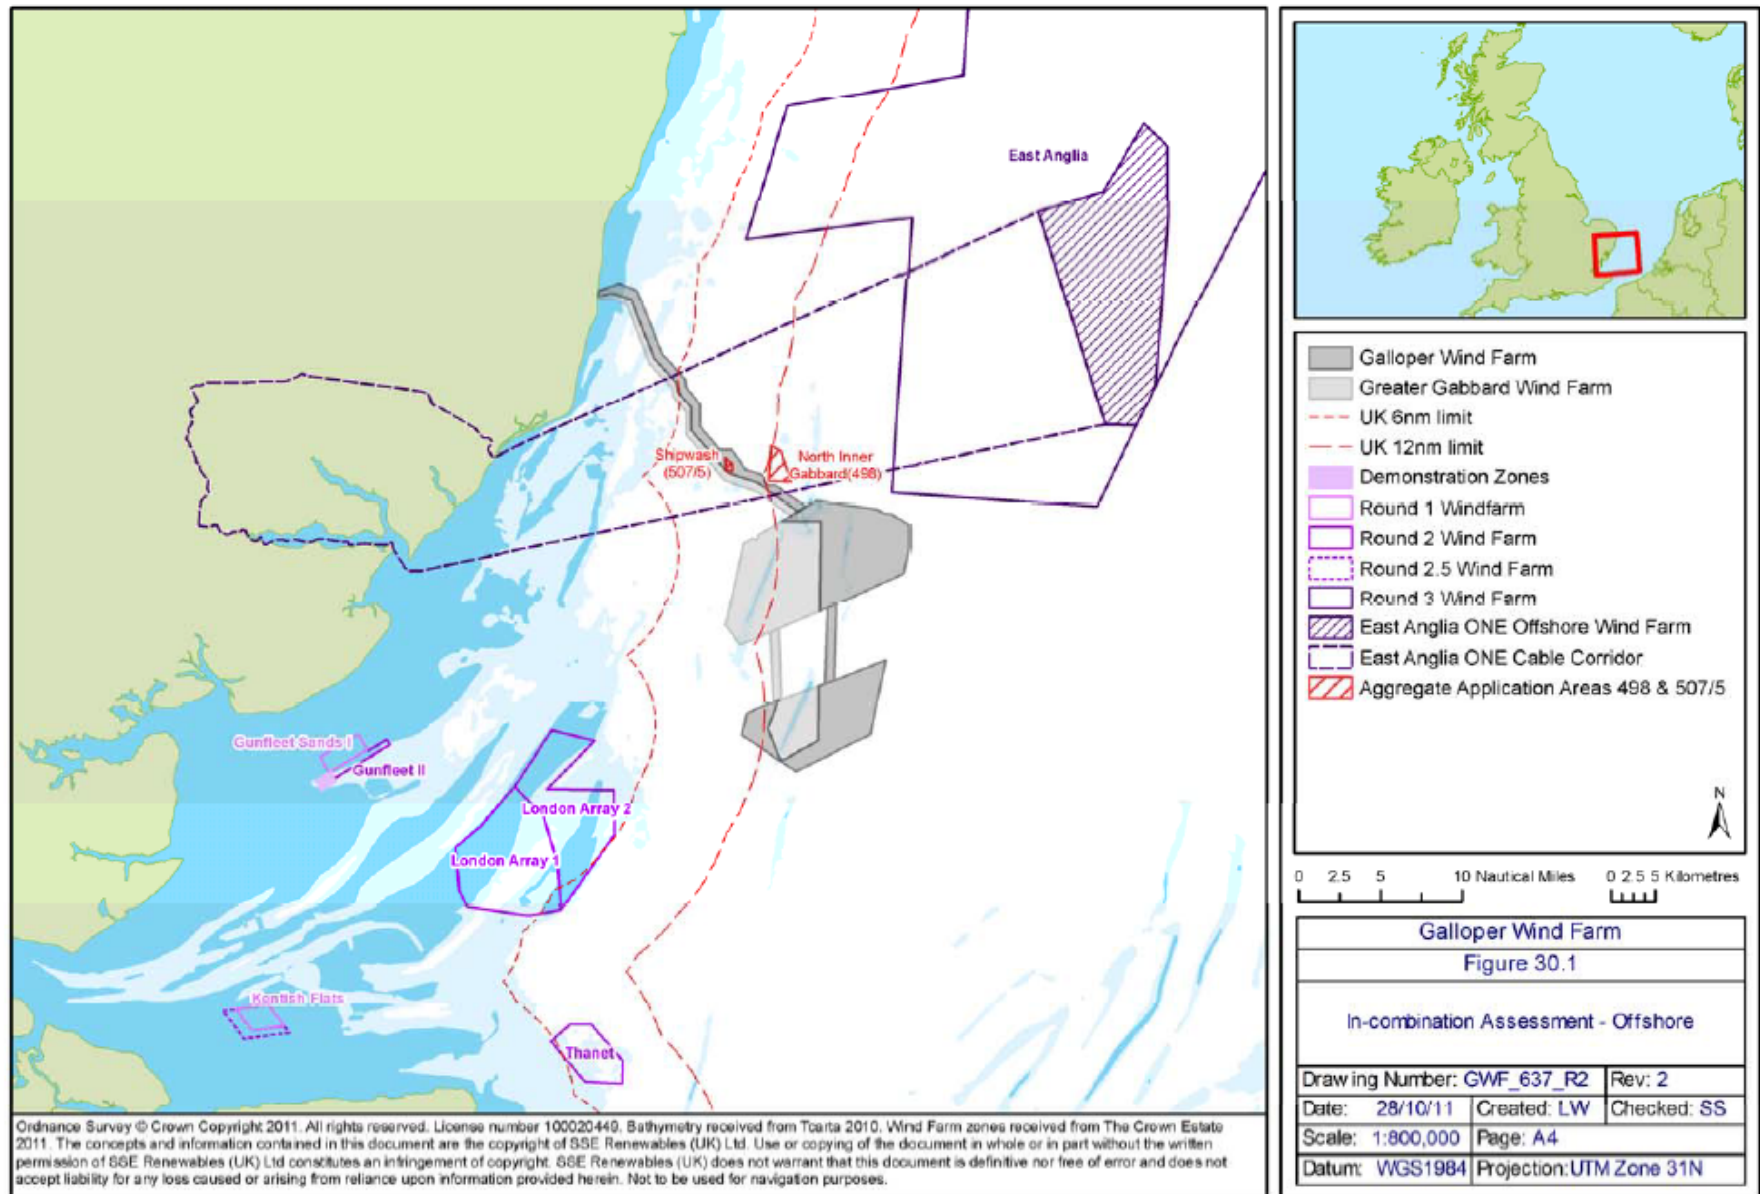 East Anglia
Shipwash
(507/5)
North Inner
Gabbard(498)
Gunfleet Sands I
Gunfleet II
London Array 2
London Array 1
Kentish Flats
Thanet
Galloper Wind Farm
Greater Gabbard Wind Farm
UK 6nm limit
UK 12nm limit
Demonstration Zones
Round 1 Windfarm
Round 2 Wind Farm
Round 2.5 Wind Farm
Round 3 Wind Farm
East Anglia ONE Offshore Wind Farm
East Anglia ONE Cable Corridor
Aggregate Application Areas 498 & 507/5
N
0 2.5 5 10 Nautical Miles 0 2.5 5 Kilometres
Galloper Wind Farm
Figure 30.1
In-combination Assessment - Offshore
Drawing Number: GWF_637_R2 Rev: 2
Date: 28/10/11 Created: LW Checked: SS
Scale: 1:800,000 Page: A4
Datum: WGS1984 Projection: UTM Zone 31N
Ordnance Survey © Crown Copyright 2011. All rights reserved. License number 100020449. Bathymetry received from Tcarta 2010. Wind Farm zones received from The Crown Estate
2011. The concepts and information contained in this document are the copyright of SSE Renewables (UK) Ltd. Use or copying of the document in whole or in part without the written
permission of SSE Renewables (UK) Ltd constitutes an infringement of copyright. SSE Renewables (UK) does not warrant that this document is definitive nor free of error and does not
accept liability for any loss caused or arising from reliance upon information provided herein. Not to be used for navigation purposes.